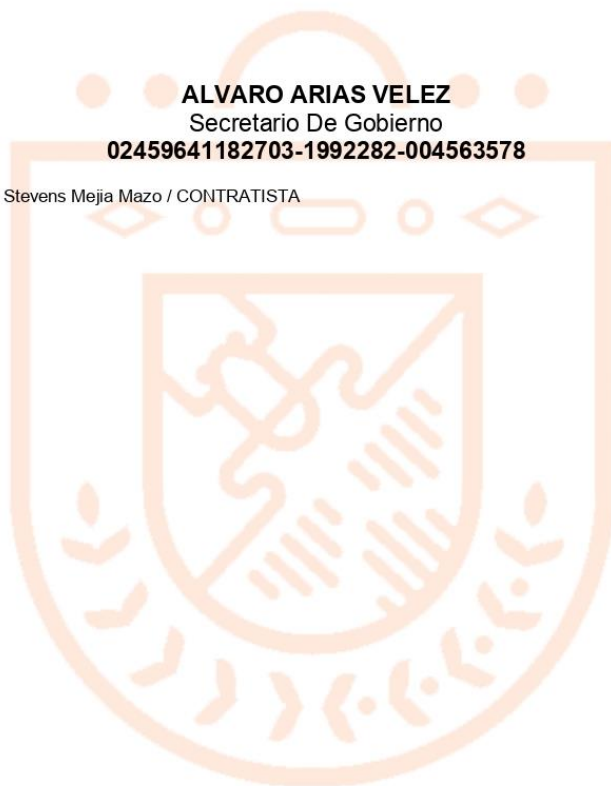 ALVARO ARIAS VELEZ
Secretario De Gobierno
02459641182703-1992282-004563578
Stevens Mejia Mazo / CONTRATISTA